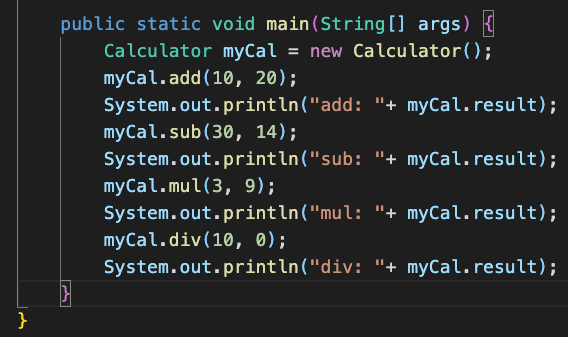 public static void main(String[] args) {
Calculator myCal = new Calculator();
myCal.add(10, 20);
System.out.println("add: "+ myCal.result);
myCal.sub(30, 14);
System.out.println("sub: "+ myCal.result);
myCal.mul(3, 9);
System.out.println("mul: "+ myCal.result);
myCal.div(10, 0);
System.out.println("div: "+ myCal.result);
}
}